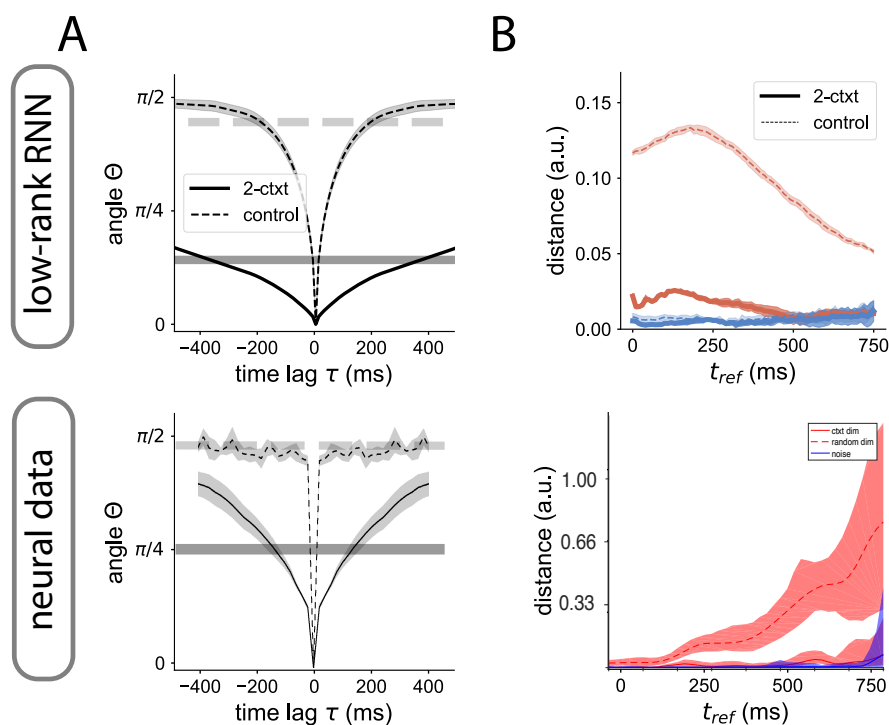 A
B
low-rank RNN
angle Θ
π/2
π/4
0
2-ctxt
control
−400 −200 0 200 400
time lag τ (ms)
distance (a.u.)
0.15
0.10
0.05
0.00
2-ctxt
control
0 250 500 750
t_ref (ms)
neural data
angle Θ
π/2
π/4
0
−400 −200 0 200 400
time lag τ (ms)
distance (a.u.)
1.00
0.66
0.33
ctxt dim
random dim
noise
0 250 500 750
t_ref (ms)